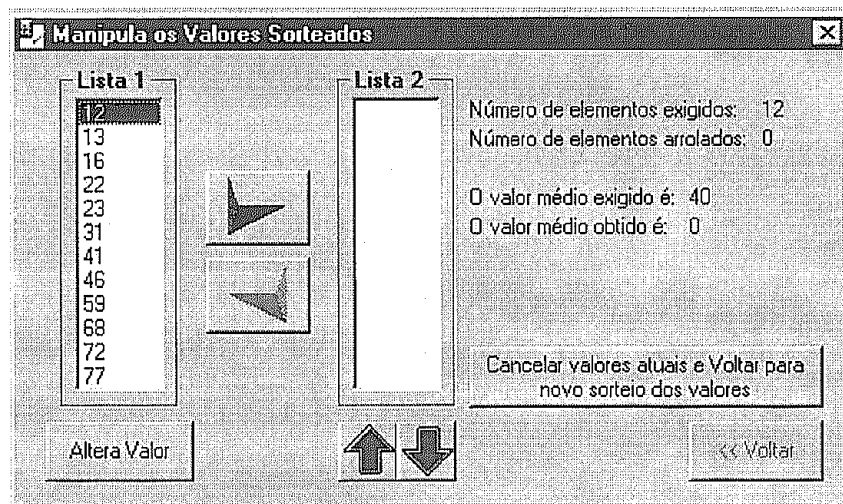 Manipula os Valores Sorteados
Lista 1
12
13
16
22
23
31
41
46
59
68
72
77
Altera Valor
Lista 2
Número de elementos exigidos: 12
Número de elementos arrolados: 0
O valor médio exigido é: 40
O valor médio obtido é: 0
Cancelar valores atuais e Voltar para
novo sorteio dos valores
<< Voltar